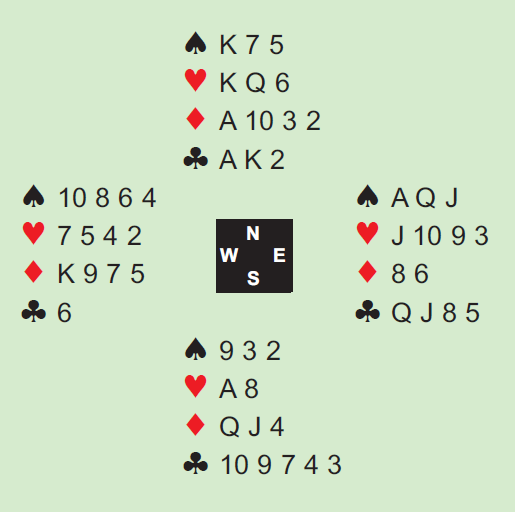 ♠ K 7 5
♥ K Q 6
♦ A 10 3 2
♣ A K 2
♠ 10 8 6 4
♥ 7 5 4 2
♦ K 9 7 5
♣ 6
N
W E
S
♠ A Q J
♥ J 10 9 3
♦ 8 6
♣ Q J 8 5
♠ 9 3 2
♥ A 8
♦ Q J 4
♣ 10 9 7 4 3